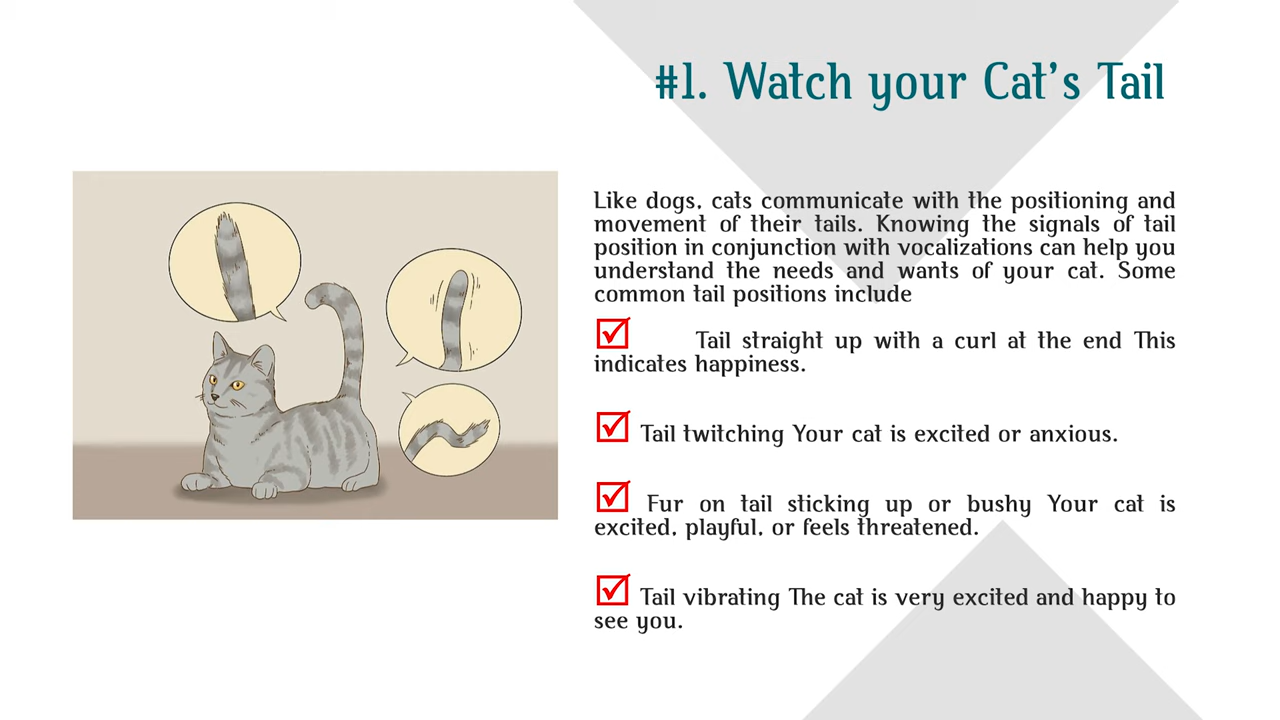 #1. Watch your Cat's Tail
Like dogs, cats communicate with the positioning and
movement of their tails. Knowing the signals of tail
position in conjunction with vocalizations can help you
understand the needs and wants of your cat. Some
common tail positions include
Tail straight up with a curl at the end This
indicates happiness.
Tail twitching Your cat is excited or anxious.
Fur on tail sticking up or bushy Your cat is
excited, playful, or feels threatened.
Tail vibrating The cat is very excited and happy to
see you.